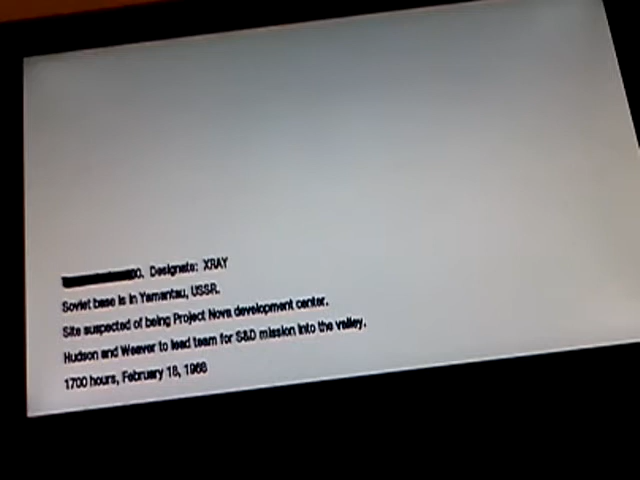 Designate: XRAY
Soviet base is in Yamantau, USSR.
Site suspected of being Project Nova development center.
Hudson and Weaver to lead team for S&D mission into the valley.
1700 hours, February 18, 1968